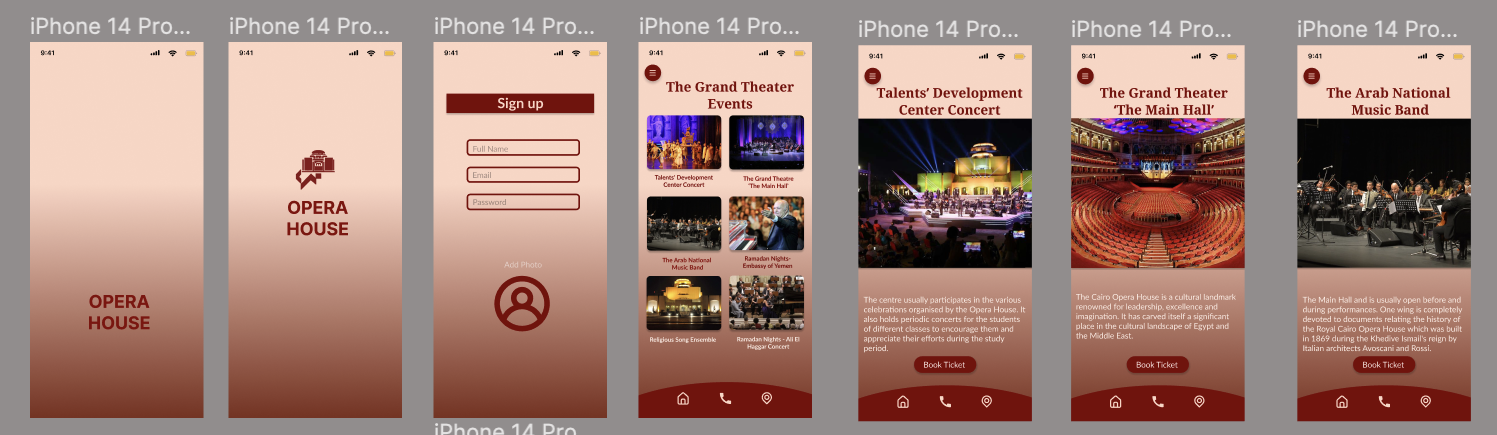 iPhone 14 Pro...
9:41
OPERA
HOUSE
iPhone 14 Pro...
9:41
OPERA
HOUSE
iPhone 14 Pro...
9:41
Sign up
Full Name
Email
Password
Add Photo
iPhone 14 Pro
iPhone 14 Pro...
9:41
The Grand Theater
Events
Talents' Development
Center Concert
The Grand Theatre
'The Main Hall'
The Arab National
Music Band
Ramadan Nights-
Embassy of Yemen
Religious Song Ensemble
Ramadan Nights - Ali El
Haggar Concert
iPhone 14 Pro...
9:41
Talents' Development
Center Concert
The centre usually participates in the various
celebrations organised by the Opera House. It
also holds periodic concerts for the students
of different classes to encourage them and
appreciate their efforts during the study
period.
Book Ticket
iPhone 14 Pro...
9:41
The Grand Theater
'The Main Hall'
The Cairo Opera House is a cultural landmark
renowned for leadership, excellence and
imagination. It has carved itself a significant
place in the cultural landscape of Egypt and
the Middle East.
Book Ticket
iPhone 14 Pro...
9:41
The Arab National
Music Band
The Main Hall and is usually open before and
during performances. One wing is completely
devoted to documents relating the history of
the Royal Cairo Opera House which was built
in 1869 during the Khedive Ismail's reign by
Italian architects Avoscani and Rossi.
Book Ticket